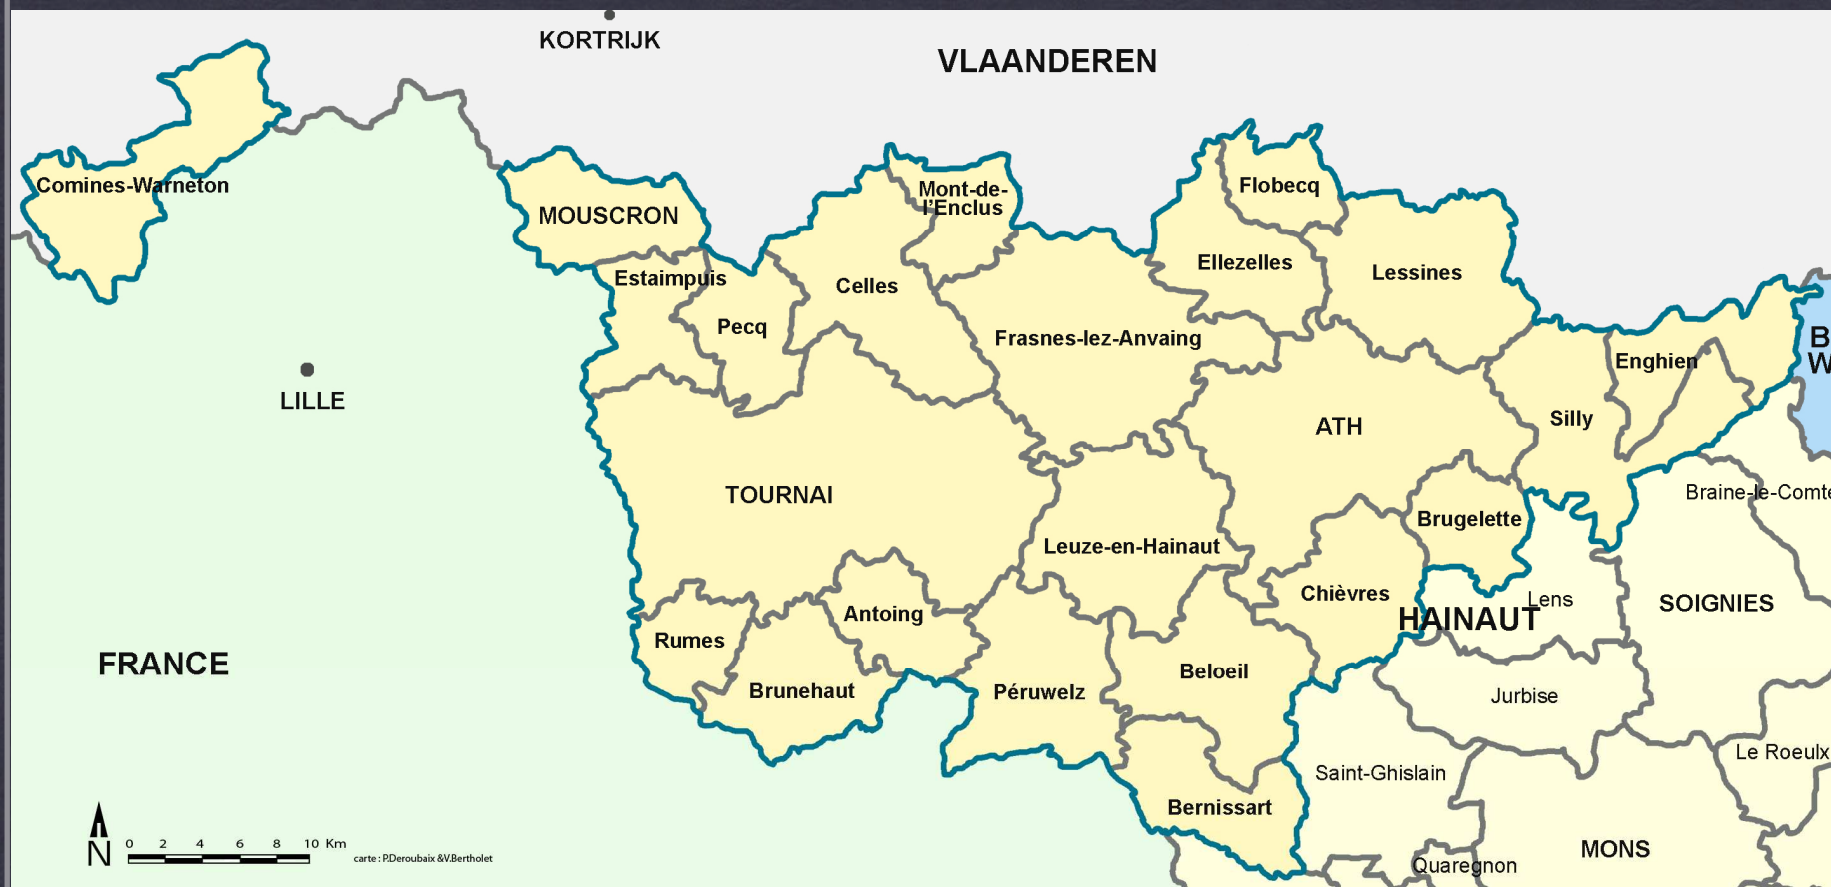 KORTRIJK
VLAANDEREN
Comines-Warneton
MOUSCRON
Mont-de-
l'Enclus
Flobecq
Estaimpuis
Celles
Ellezelles
Lessines
Pecq
Frasnes-lez-Anvaing
B
W
Enghien
LILLE
ATH
Silly
TOURNAI
Braine-le-Comte
Brugelette
Leuze-en-Hainaut
Chièvres
Lens
HAINAUT
SOIGNIES
Antoing
Rumes
FRANCE
Beloeil
Brunehaut
Péruwelz
Jurbise
Le Roeulx
Saint-Ghislain
Bernissart
MONS
Quaregnon
N
0 2 4 6 8 10 Km
carte : P.Deroubaix &V.Bertholet